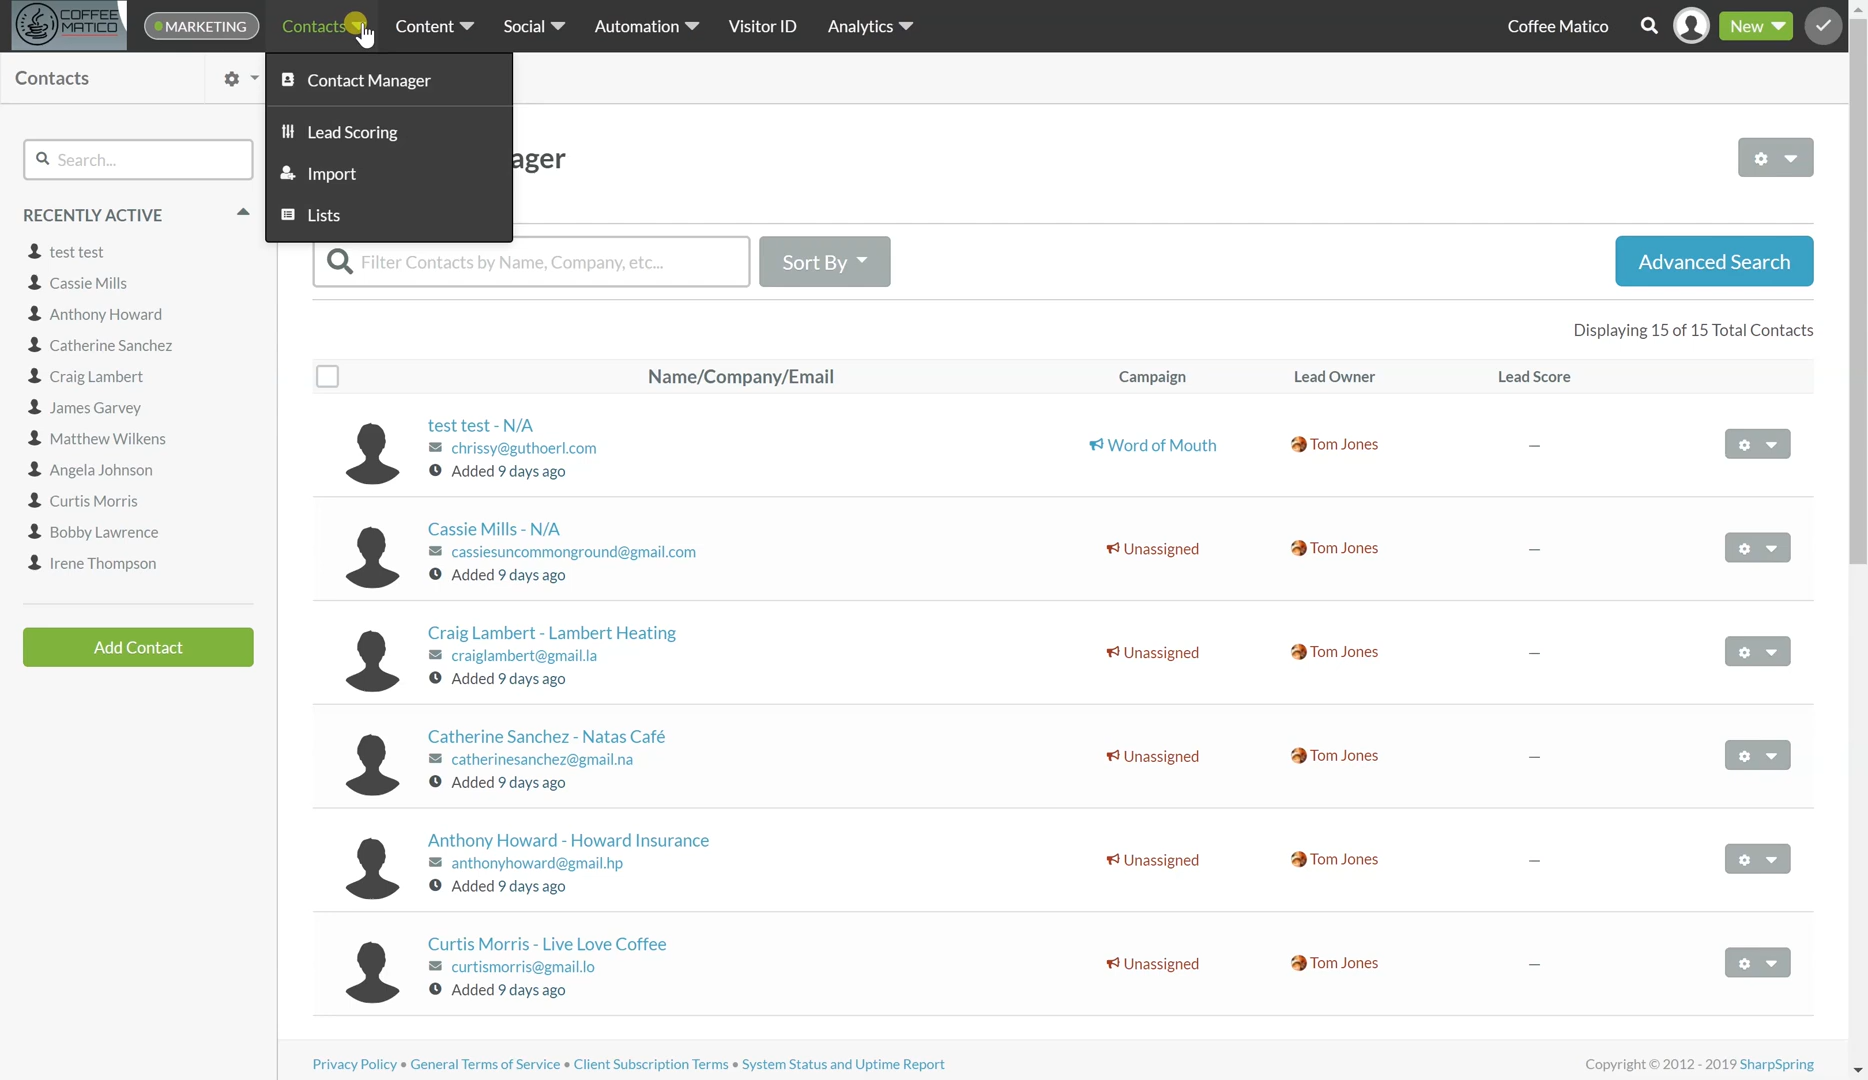 COFFEE
MATICO
MARKETING
Contacts
Content
Social
Automation
Visitor ID
Analytics
Coffee Matico
New
Contacts
Contact Manager
Lead Scoring
Import
Lists
ager
Search...
RECENTLY ACTIVE
test test
Cassie Mills
Anthony Howard
Catherine Sanchez
Craig Lambert
James Garvey
Matthew Wilkens
Angela Johnson
Curtis Morris
Bobby Lawrence
Irene Thompson
Add Contact
Filter Contacts by Name, Company, etc...
Sort By
Advanced Search
Displaying 15 of 15 Total Contacts
Name/Company/Email Campaign Lead Owner Lead Score
test test - N/A
chrissy@guthoerl.com
Added 9 days ago
Word of Mouth
Tom Jones
—
Cassie Mills - N/A
cassiesuncommonground@gmail.com
Added 9 days ago
Unassigned
Tom Jones
—
Craig Lambert - Lambert Heating
craiglambert@gmail.la
Added 9 days ago
Unassigned
Tom Jones
—
Catherine Sanchez - Natas Café
catherinesanchez@gmail.na
Added 9 days ago
Unassigned
Tom Jones
—
Anthony Howard - Howard Insurance
anthonyhoward@gmail.hp
Added 9 days ago
Unassigned
Tom Jones
—
Curtis Morris - Live Love Coffee
curtismorris@gmail.lo
Added 9 days ago
Unassigned
Tom Jones
—
Privacy Policy • General Terms of Service • Client Subscription Terms • System Status and Uptime Report
Copyright © 2012 - 2019 SharpSpring